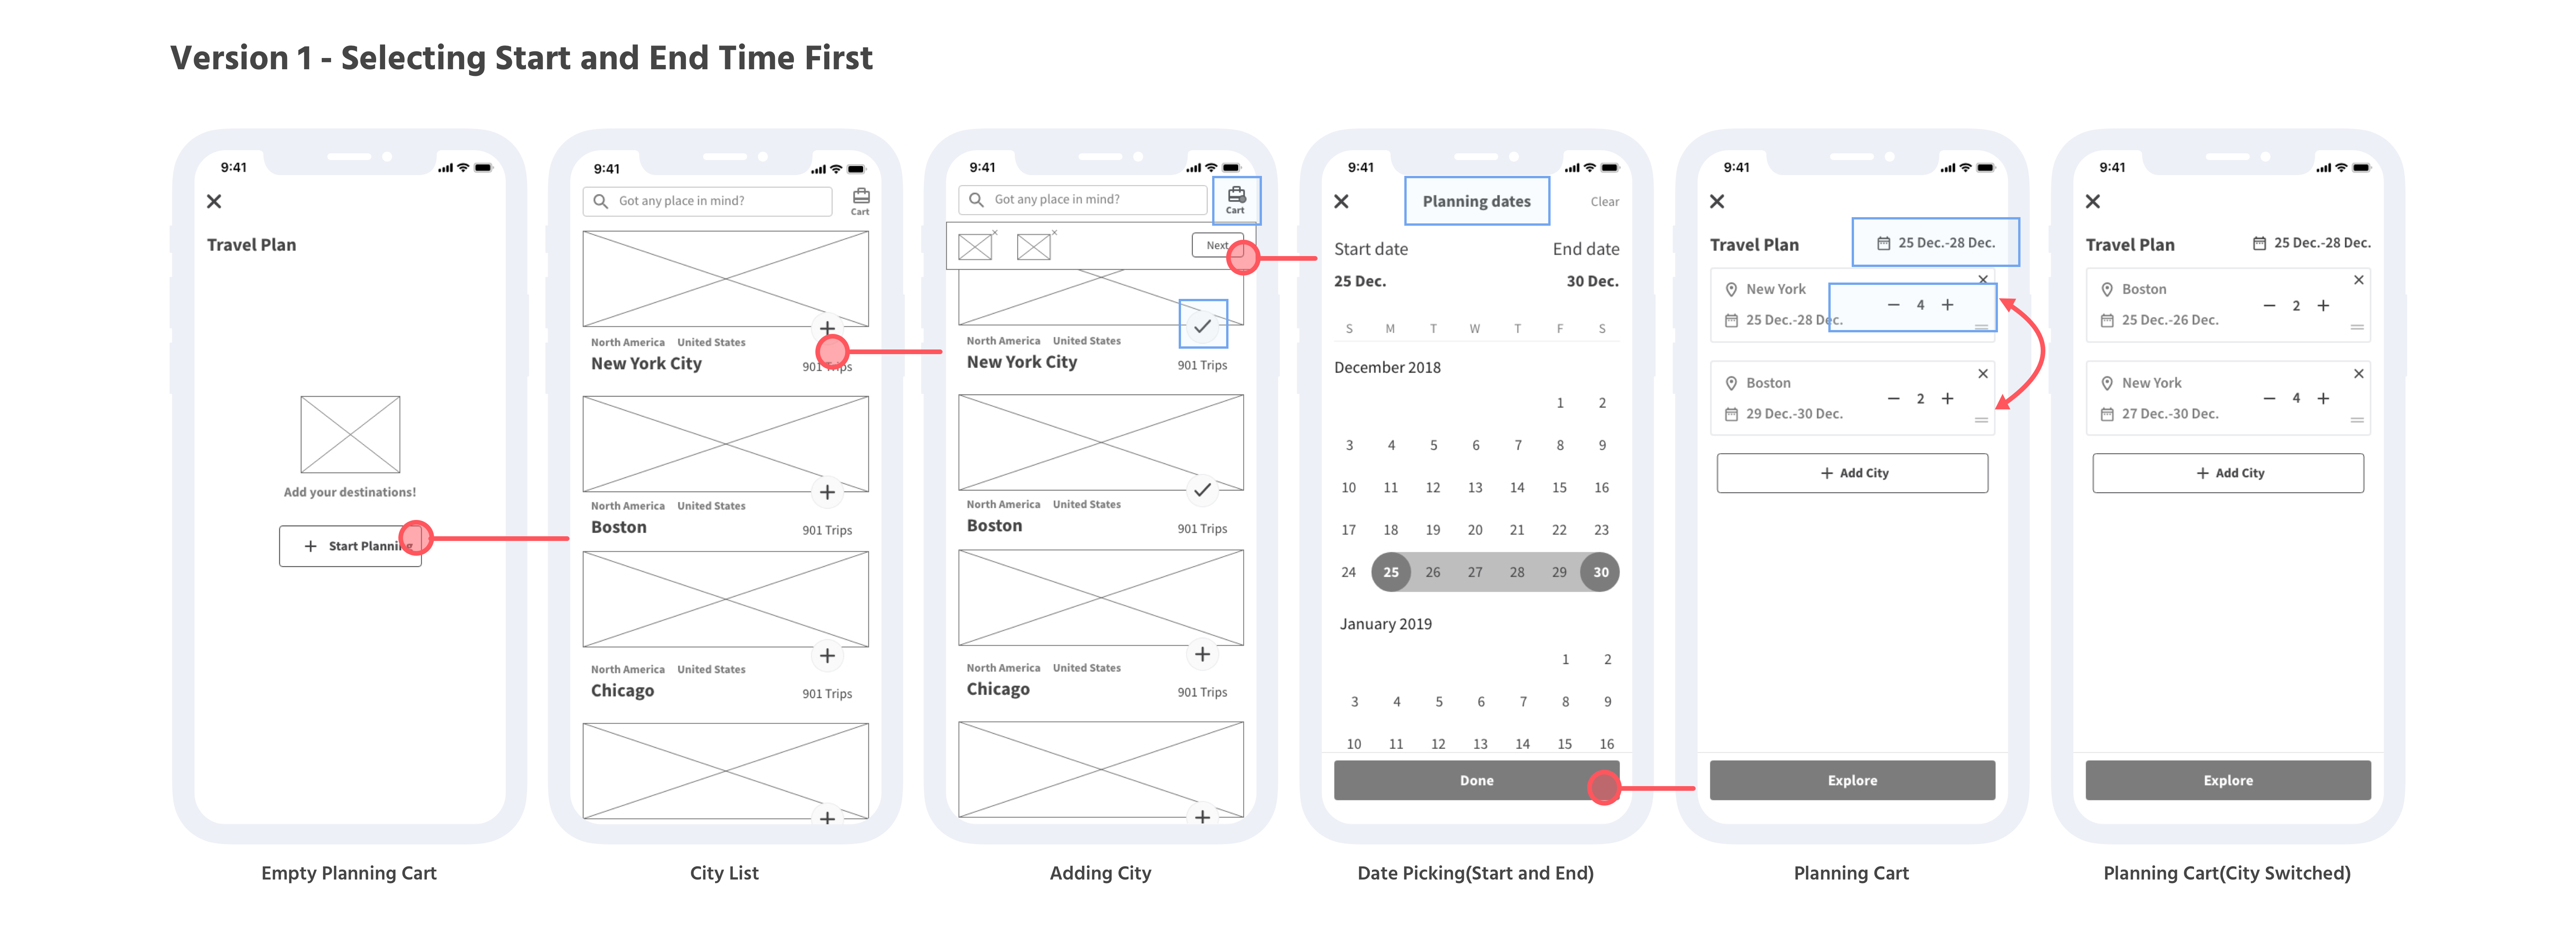 Version 1 - Selecting Start and End Time First
9:41
Travel Plan
Add your destinations!
+ Start Planning
Empty Planning Cart
9:41
Got any place in mind?
Cart
North America United States
New York City
901 Trips
North America United States
Boston
901 Trips
North America United States
Chicago
901 Trips
City List
9:41
Got any place in mind?
Cart
Next
North America United States
New York City
901 Trips
North America United States
Boston
901 Trips
North America United States
Chicago
901 Trips
Adding City
9:41
Planning dates
Clear
Start date End date
25 Dec. 30 Dec.
S M T W T F S
December 2018
1 2
3 4 5 6 7 8 9
10 11 12 13 14 15 16
17 18 19 20 21 22 23
24 25 26 27 28 29 30
January 2019
1 2
3 4 5 6 7 8 9
10 11 12 13 14 15 16
Done
Date Picking(Start and End)
9:41
Travel Plan
25 Dec.-28 Dec.
New York
25 Dec.-28 Dec.
− 4 +
Boston
29 Dec.-30 Dec.
− 2 +
+ Add City
Explore
Planning Cart
9:41
Travel Plan
25 Dec.-28 Dec.
Boston
25 Dec.-26 Dec.
− 2 +
New York
27 Dec.-30 Dec.
− 4 +
+ Add City
Explore
Planning Cart(City Switched)